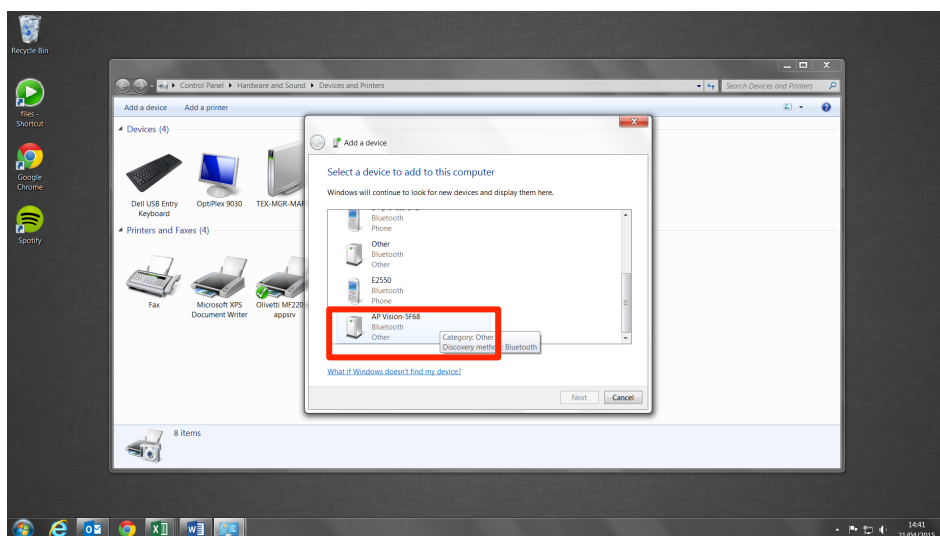 Recycle Bin
files -
Shortcut
Google
Chrome
Spotify
Control Panel
Hardware and Sound
Devices and Printers
Search Devices and Printers
Add a device
Add a printer
Devices (4)
Dell USB Entry
Keyboard
OptiPlex 9030
Printers and Faxes (4)
Fax
Microsoft XPS
Document Writer
Olivetti MF220
appsrv
8 items
Add a device
Select a device to add to this computer
Windows will continue to look for new devices and display them here.
Bluetooth
Phone
Other
Bluetooth
Other
E2550
Bluetooth
Phone
AP Vision-5F68
Bluetooth
Other
Category: Other
Discovery method: Bluetooth
What if Windows doesn't find my device?
Next
Cancel
14:41
21/04/2015